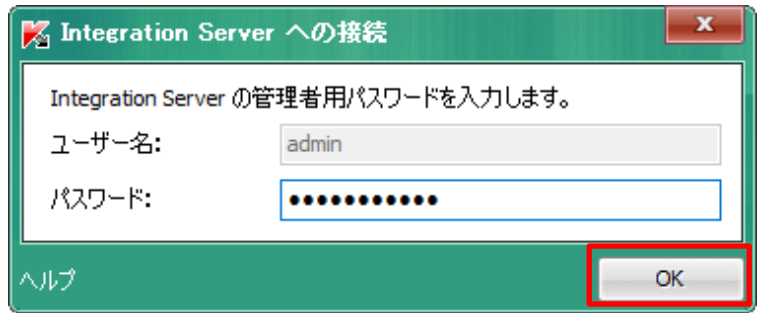 Integration Server への接続
Integration Server の管理者用パスワードを入力します。
ユーザー名:
admin
パスワード:
●●●●●●●●●●●
ヘルプ
OK